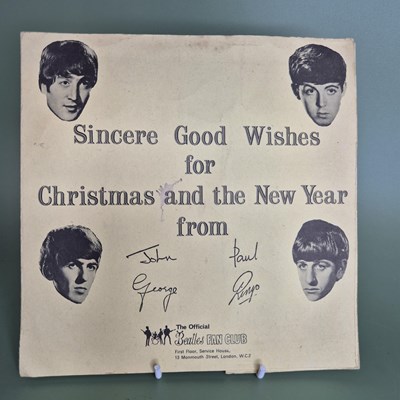 Sincere Good Wishes
for
Christmas and the New Year
from
John Paul
George Ringo
The Official
Beatles FAN CLUB
First Floor, Service House,
13 Monmouth Street, London, W.C.2